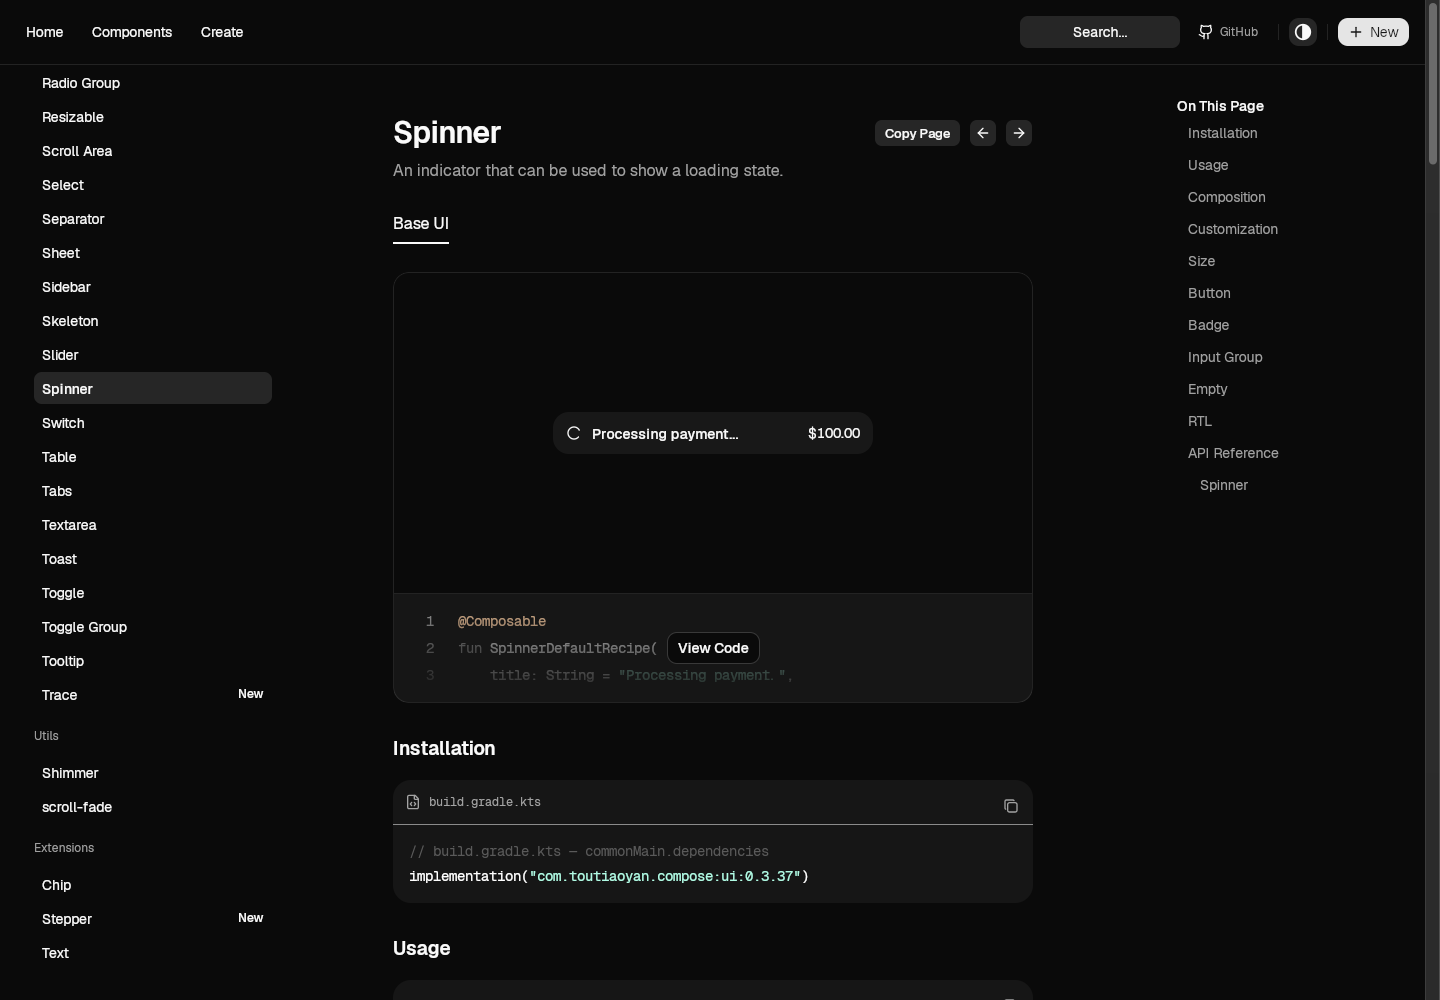 Home
Components
Create
Search...
GitHub
New
Radio Group
Resizable
Scroll Area
Select
Separator
Sheet
Sidebar
Skeleton
Slider
Spinner
Switch
Table
Tabs
Textarea
Toast
Toggle
Toggle Group
Tooltip
Trace New
Utils
Shimmer
scroll-fade
Extensions
Chip
Stepper New
Text
Spinner
Copy Page
An indicator that can be used to show a loading state.
Base UI
Processing payment... $100.00
1 @Composable
2 fun SpinnerDefaultRecipe(
View Code
3 title: String = "Processing payment…",
Installation
build.gradle.kts
// build.gradle.kts — commonMain.dependencies
implementation("com.toutiaoyan.compose:ui:0.3.37")
Usage
On This Page
Installation
Usage
Composition
Customization
Size
Button
Badge
Input Group
Empty
RTL
API Reference
Spinner